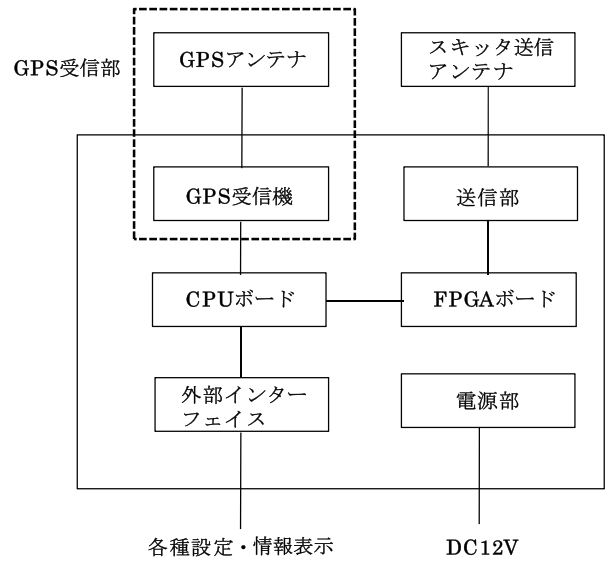 GPS受信部
GPSアンテナ
スキッタ送信
アンテナ
GPS受信機
送信部
CPUボード
FPGAボード
外部インター
フェイス
電源部
各種設定・情報表示
DC12V